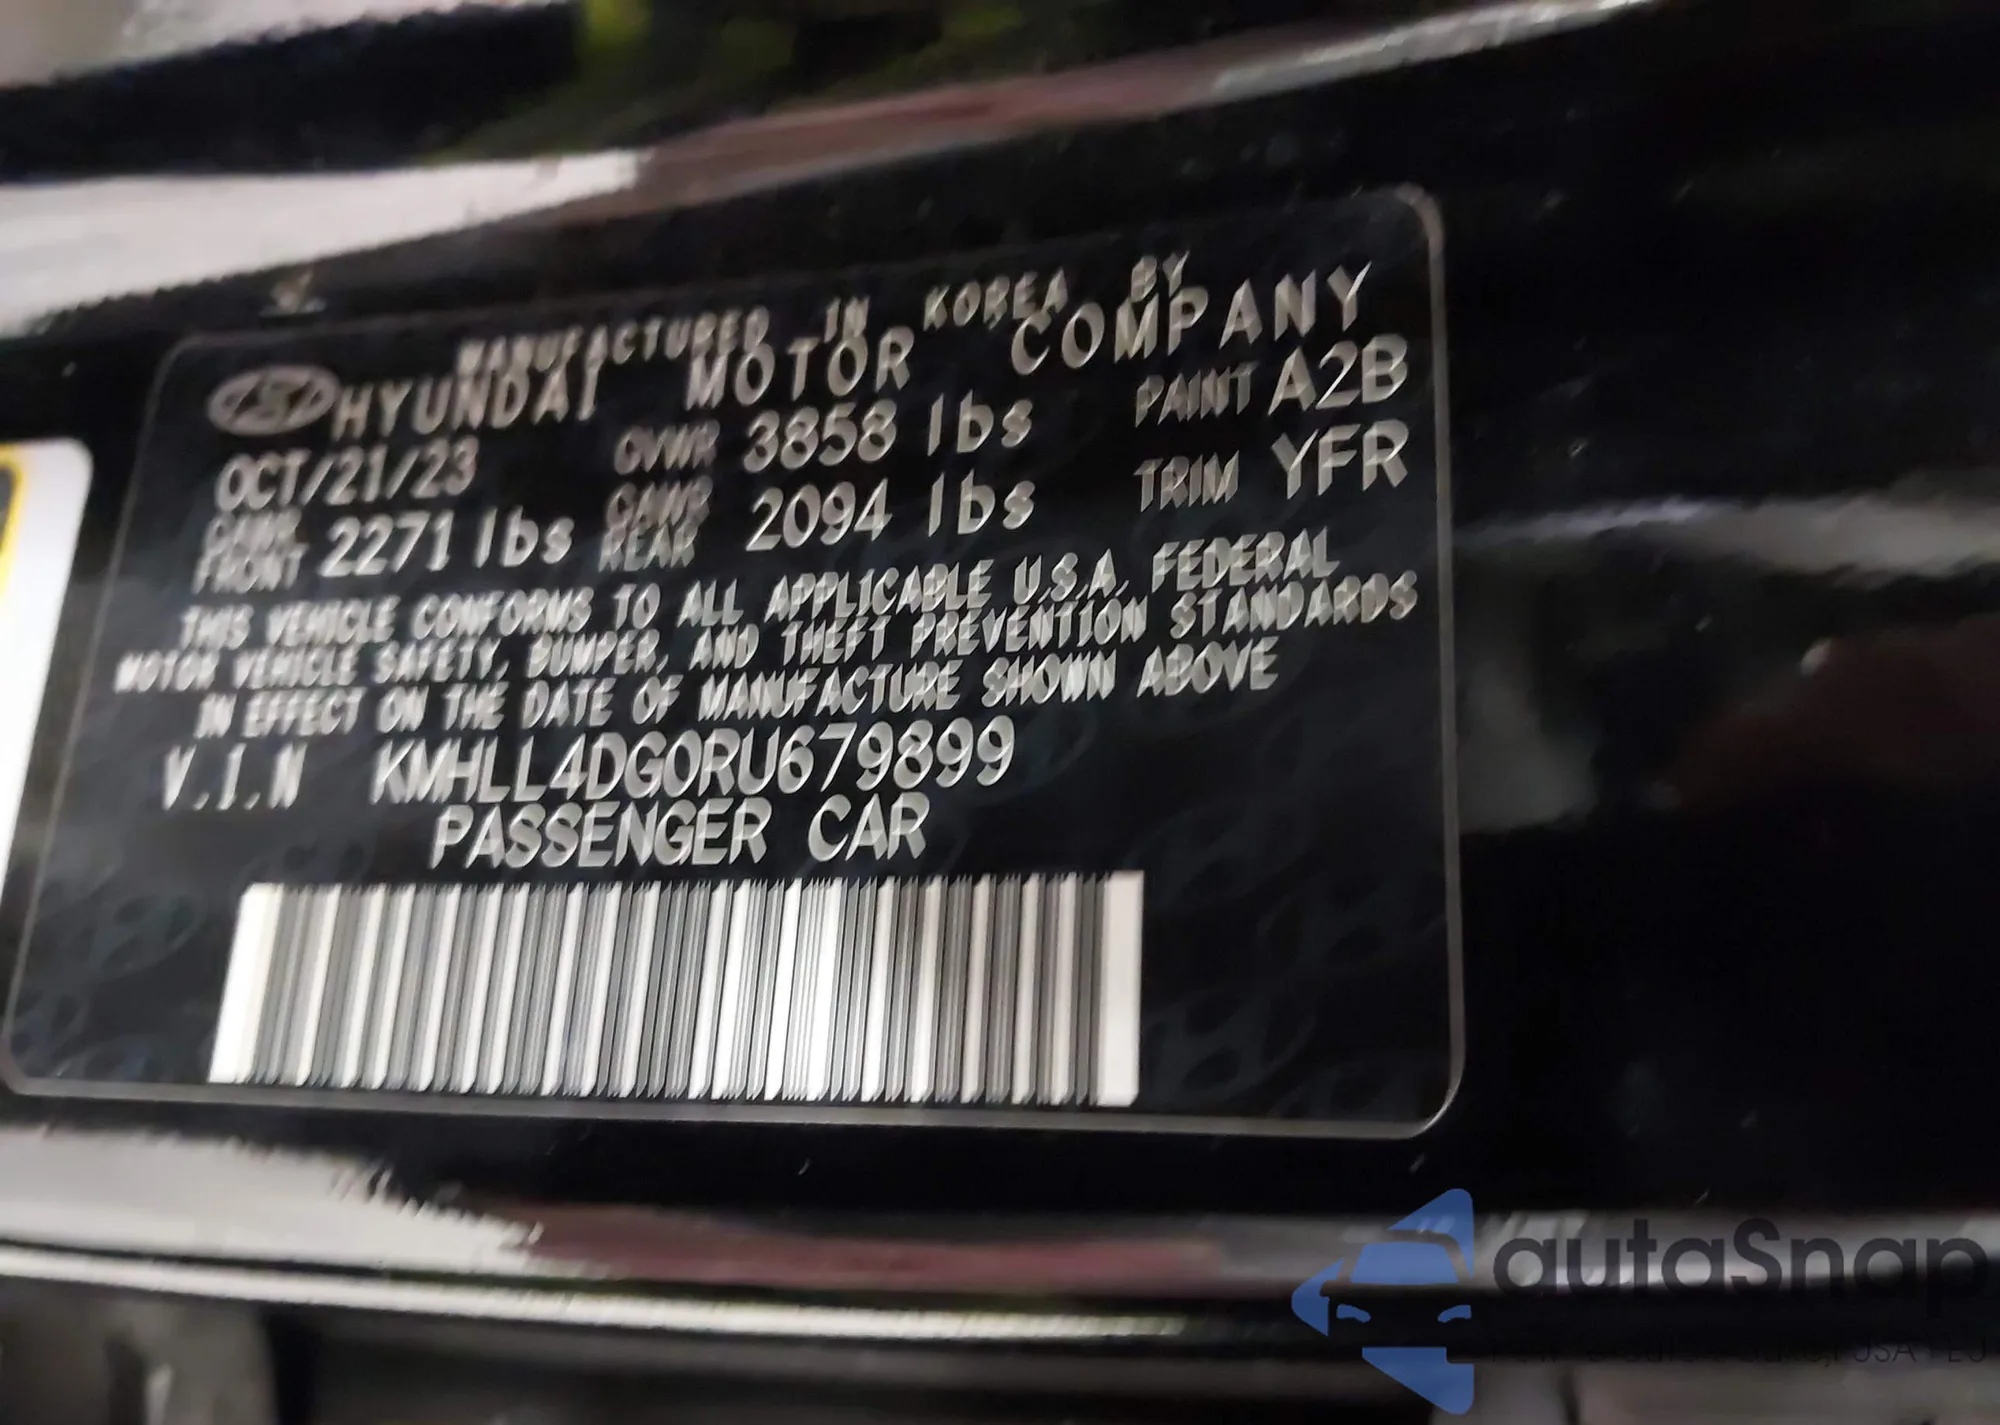 MANUFACTURED IN KOREA BY
HYUNDAI MOTOR COMPANY
OCT/21/23 GVWR 3858 lbs PAINT A2B
GAWR FRONT 2271 lbs GAWR REAR 2094 lbs TRIM YFR
THIS VEHICLE CONFORMS TO ALL APPLICABLE U.S.A. FEDERAL
MOTOR VEHICLE SAFETY, BUMPER, AND THEFT PREVENTION STANDARDS
IN EFFECT ON THE DATE OF MANUFACTURE SHOWN ABOVE
V.I.N KMHLL4DG0RU679899
PASSENGER CAR
autaSnap